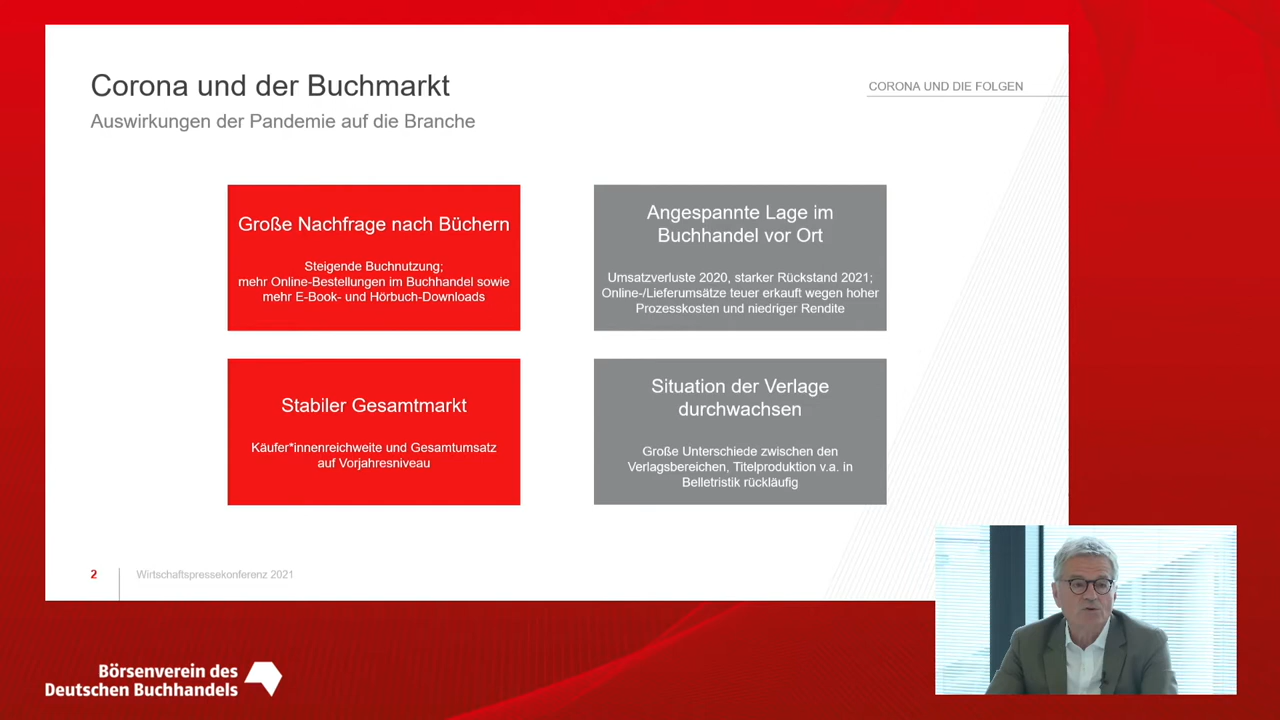 Corona und der Buchmarkt
Auswirkungen der Pandemie auf die Branche
CORONA UND DIE FOLGEN
Große Nachfrage nach Büchern
Steigende Buchnutzung;
mehr Online-Bestellungen im Buchhandel sowie
mehr E-Book- und Hörbuch-Downloads
Angespannte Lage im
Buchhandel vor Ort
Umsatzverluste 2020, starker Rückstand 2021;
Online-/Lieferumsätze teuer erkauft wegen hoher
Prozesskosten und niedriger Rendite
Stabiler Gesamtmarkt
Käufer*innenreichweite und Gesamtumsatz
auf Vorjahresniveau
Situation der Verlage
durchwachsen
Große Unterschiede zwischen den
Verlagsbereichen, Titelproduktion v.a. in
Belletristik rückläufig
2
Wirtschaftspressekonferenz 2021
Börsenverein des
Deutschen Buchhandels